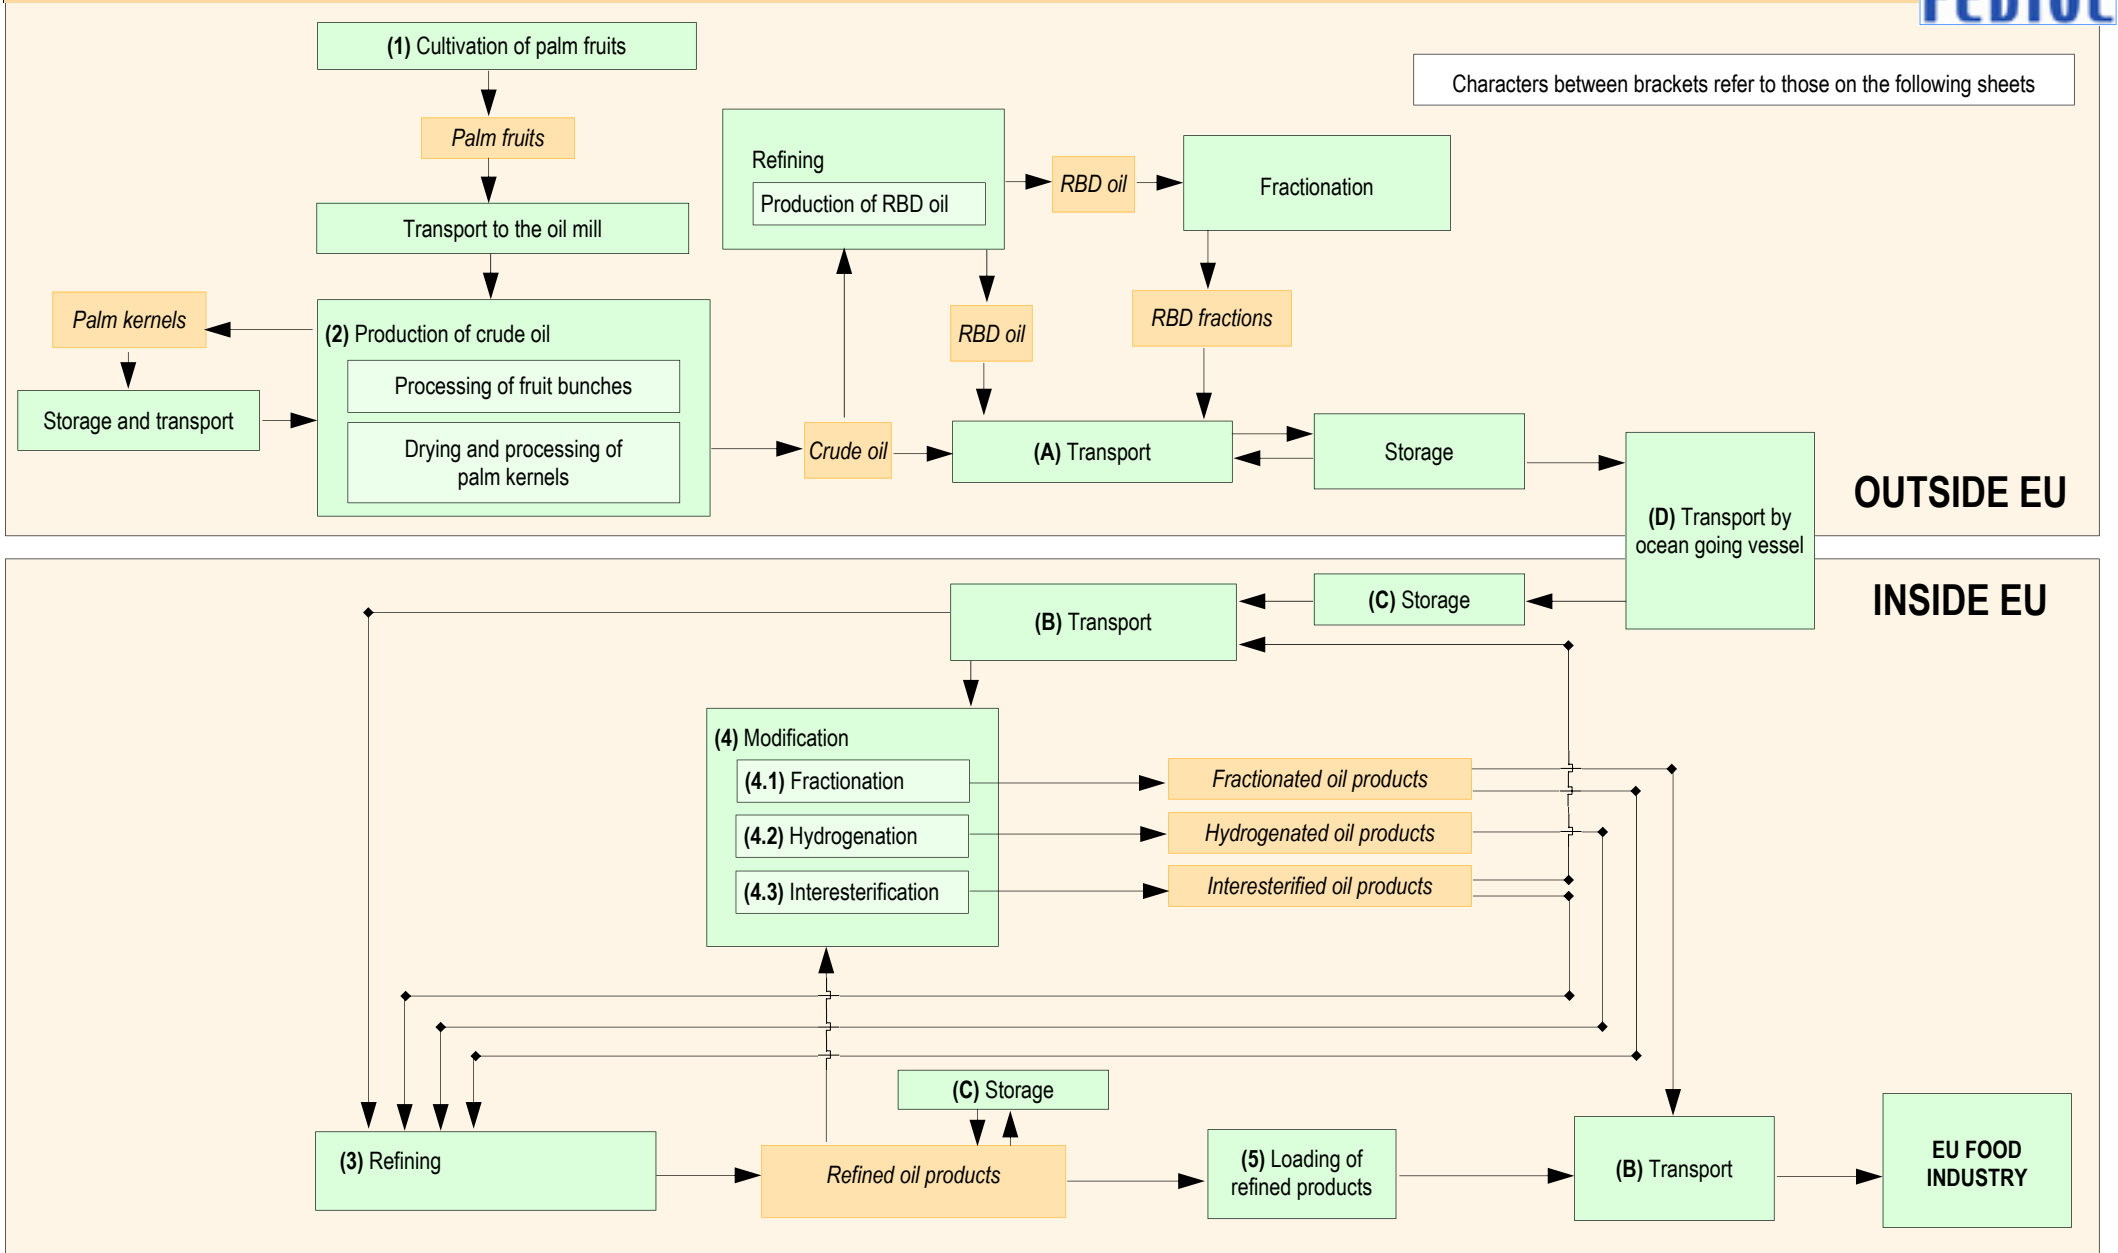 FEDIOL
(1) Cultivation of palm fruits
Characters between brackets refer to those on the following sheets
Palm fruits
Refining
Production of RBD oil
RBD oil
Fractionation
Transport to the oil mill
Palm kernels
(2) Production of crude oil
Processing of fruit bunches
Drying and processing of
palm kernels
Storage and transport
RBD oil
RBD fractions
Crude oil
(A) Transport
Storage
OUTSIDE EU
(D) Transport by
ocean going vessel
INSIDE EU
(C) Storage
(B) Transport
(4) Modification
(4.1) Fractionation
Fractionated oil products
(4.2) Hydrogenation
Hydrogenated oil products
(4.3) Interesterification
Interesterified oil products
(C) Storage
(3) Refining
Refined oil products
(5) Loading of
refined products
(B) Transport
EU FOOD
INDUSTRY